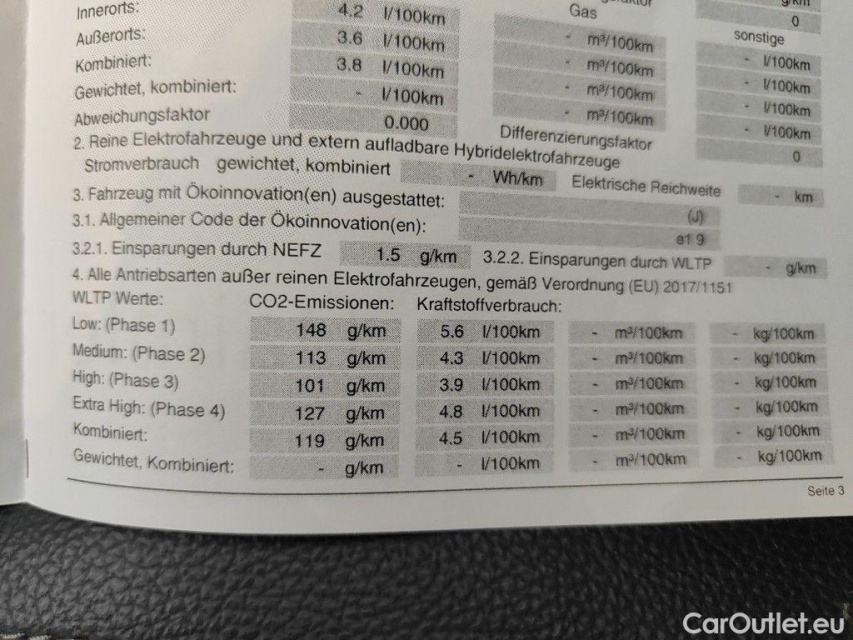 Innerorts: 4.2 l/100km Gas g/km
Außerorts: 3.6 l/100km - m³/100km 0
Kombiniert: 3.8 l/100km - m³/100km sonstige
Gewichtet, kombiniert: - l/100km - m³/100km - l/100km
Abweichungsfaktor 0.000 - m³/100km - l/100km
- l/100km
Differenzierungsfaktor - l/100km
0
2. Reine Elektrofahrzeuge und extern aufladbare Hybridelektrofahrzeuge
Stromverbrauch gewichtet, kombiniert - Wh/km Elektrische Reichweite - km
3. Fahrzeug mit Ökoinnovation(en) ausgestattet: (J)
3.1. Allgemeiner Code der Ökoinnovation(en): e1 9
3.2.1. Einsparungen durch NEFZ 1.5 g/km 3.2.2. Einsparungen durch WLTP - g/km
4. Alle Antriebsarten außer reinen Elektrofahrzeugen, gemäß Verordnung (EU) 2017/1151
WLTP Werte: CO2-Emissionen: Kraftstoffverbrauch:
Low: (Phase 1) 148 g/km 5.6 l/100km - m³/100km - kg/100km
Medium: (Phase 2) 113 g/km 4.3 l/100km - m³/100km - kg/100km
High: (Phase 3) 101 g/km 3.9 l/100km - m³/100km - kg/100km
Extra High: (Phase 4) 127 g/km 4.8 l/100km - m³/100km - kg/100km
Kombiniert: 119 g/km 4.5 l/100km - m³/100km - kg/100km
Gewichtet, Kombiniert: - g/km - l/100km - m³/100km - kg/100km
Seite 3
CarOutlet.eu